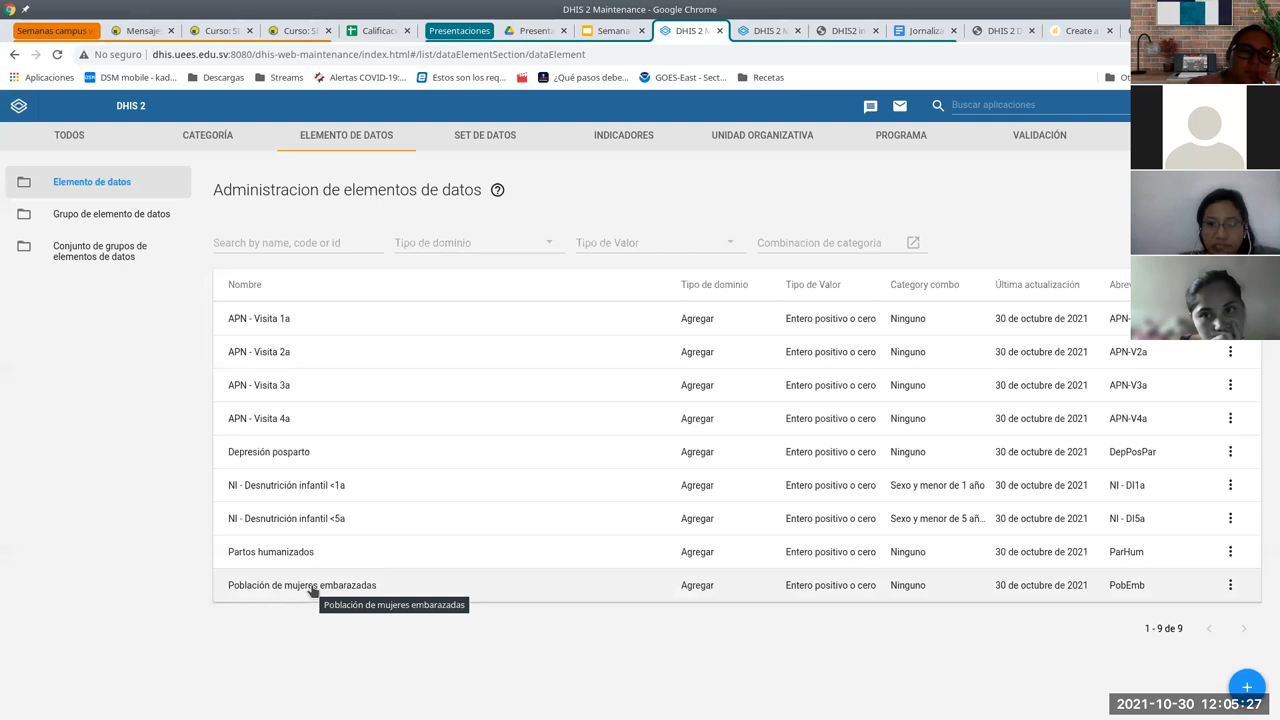 DHIS 2 Maintenance - Google Chrome
Semanas campus v
Mensaje
Curso: SI
Curso: SI
Calificac
Presentaciones
Presenta
Semana
DHIS 2 M
DHIS 2 M
DHIS2 in
Jornaliz
DHIS 2 D
Create a
No seguro
dhis.uees.edu.sv:8080/dhis-web-maintenance/index.html#/list/dataElementSection/dataElement
Aplicaciones
DSM mobile - kad...
Descargas
Streams
Alertas COVID-19:...
Estos son los cent...
¿Qué pasos debe...
GOES-East - Sect...
Recetas
DHIS 2
Buscar aplicaciones
TODOS
CATEGORÍA
ELEMENTO DE DATOS
SET DE DATOS
INDICADORES
UNIDAD ORGANIZATIVA
PROGRAMA
VALIDACIÓN
Elemento de datos
Grupo de elemento de datos
Conjunto de grupos de
elementos de datos
Administracion de elementos de datos
Search by name, code or id
Tipo de dominio
Tipo de Valor
Combinacion de categoria
Nombre Tipo de dominio Tipo de Valor Category combo Última actualización Abrev
APN - Visita 1a Agregar Entero positivo o cero Ninguno 30 de octubre de 2021 APN-
APN - Visita 2a Agregar Entero positivo o cero Ninguno 30 de octubre de 2021 APN-V2a
APN - Visita 3a Agregar Entero positivo o cero Ninguno 30 de octubre de 2021 APN-V3a
APN - Visita 4a Agregar Entero positivo o cero Ninguno 30 de octubre de 2021 APN-V4a
Depresión posparto Agregar Entero positivo o cero Ninguno 30 de octubre de 2021 DepPosPar
NI - Desnutrición infantil <1a Agregar Entero positivo o cero Sexo y menor de 1 año 30 de octubre de 2021 NI - DI1a
NI - Desnutrición infantil <5a Agregar Entero positivo o cero Sexo y menor de 5 añ... 30 de octubre de 2021 NI - DI5a
Partos humanizados Agregar Entero positivo o cero Ninguno 30 de octubre de 2021 ParHum
Población de mujeres embarazadas Agregar Entero positivo o cero Ninguno 30 de octubre de 2021 PobEmb
Población de mujeres embarazadas
1 - 9 de 9
2021-10-30 12:05:27